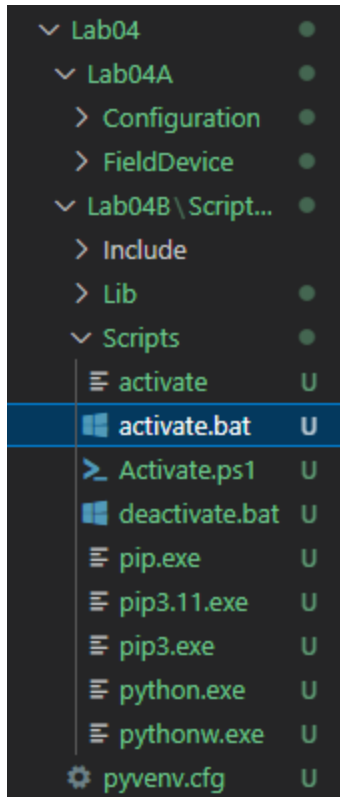 Lab04
Lab04A
Configuration
FieldDevice
Lab04B\Script...
Include
Lib
Scripts
activate U
activate.bat U
Activate.ps1 U
deactivate.bat U
pip.exe U
pip3.11.exe U
pip3.exe U
python.exe U
pythonw.exe U
pyvenv.cfg U